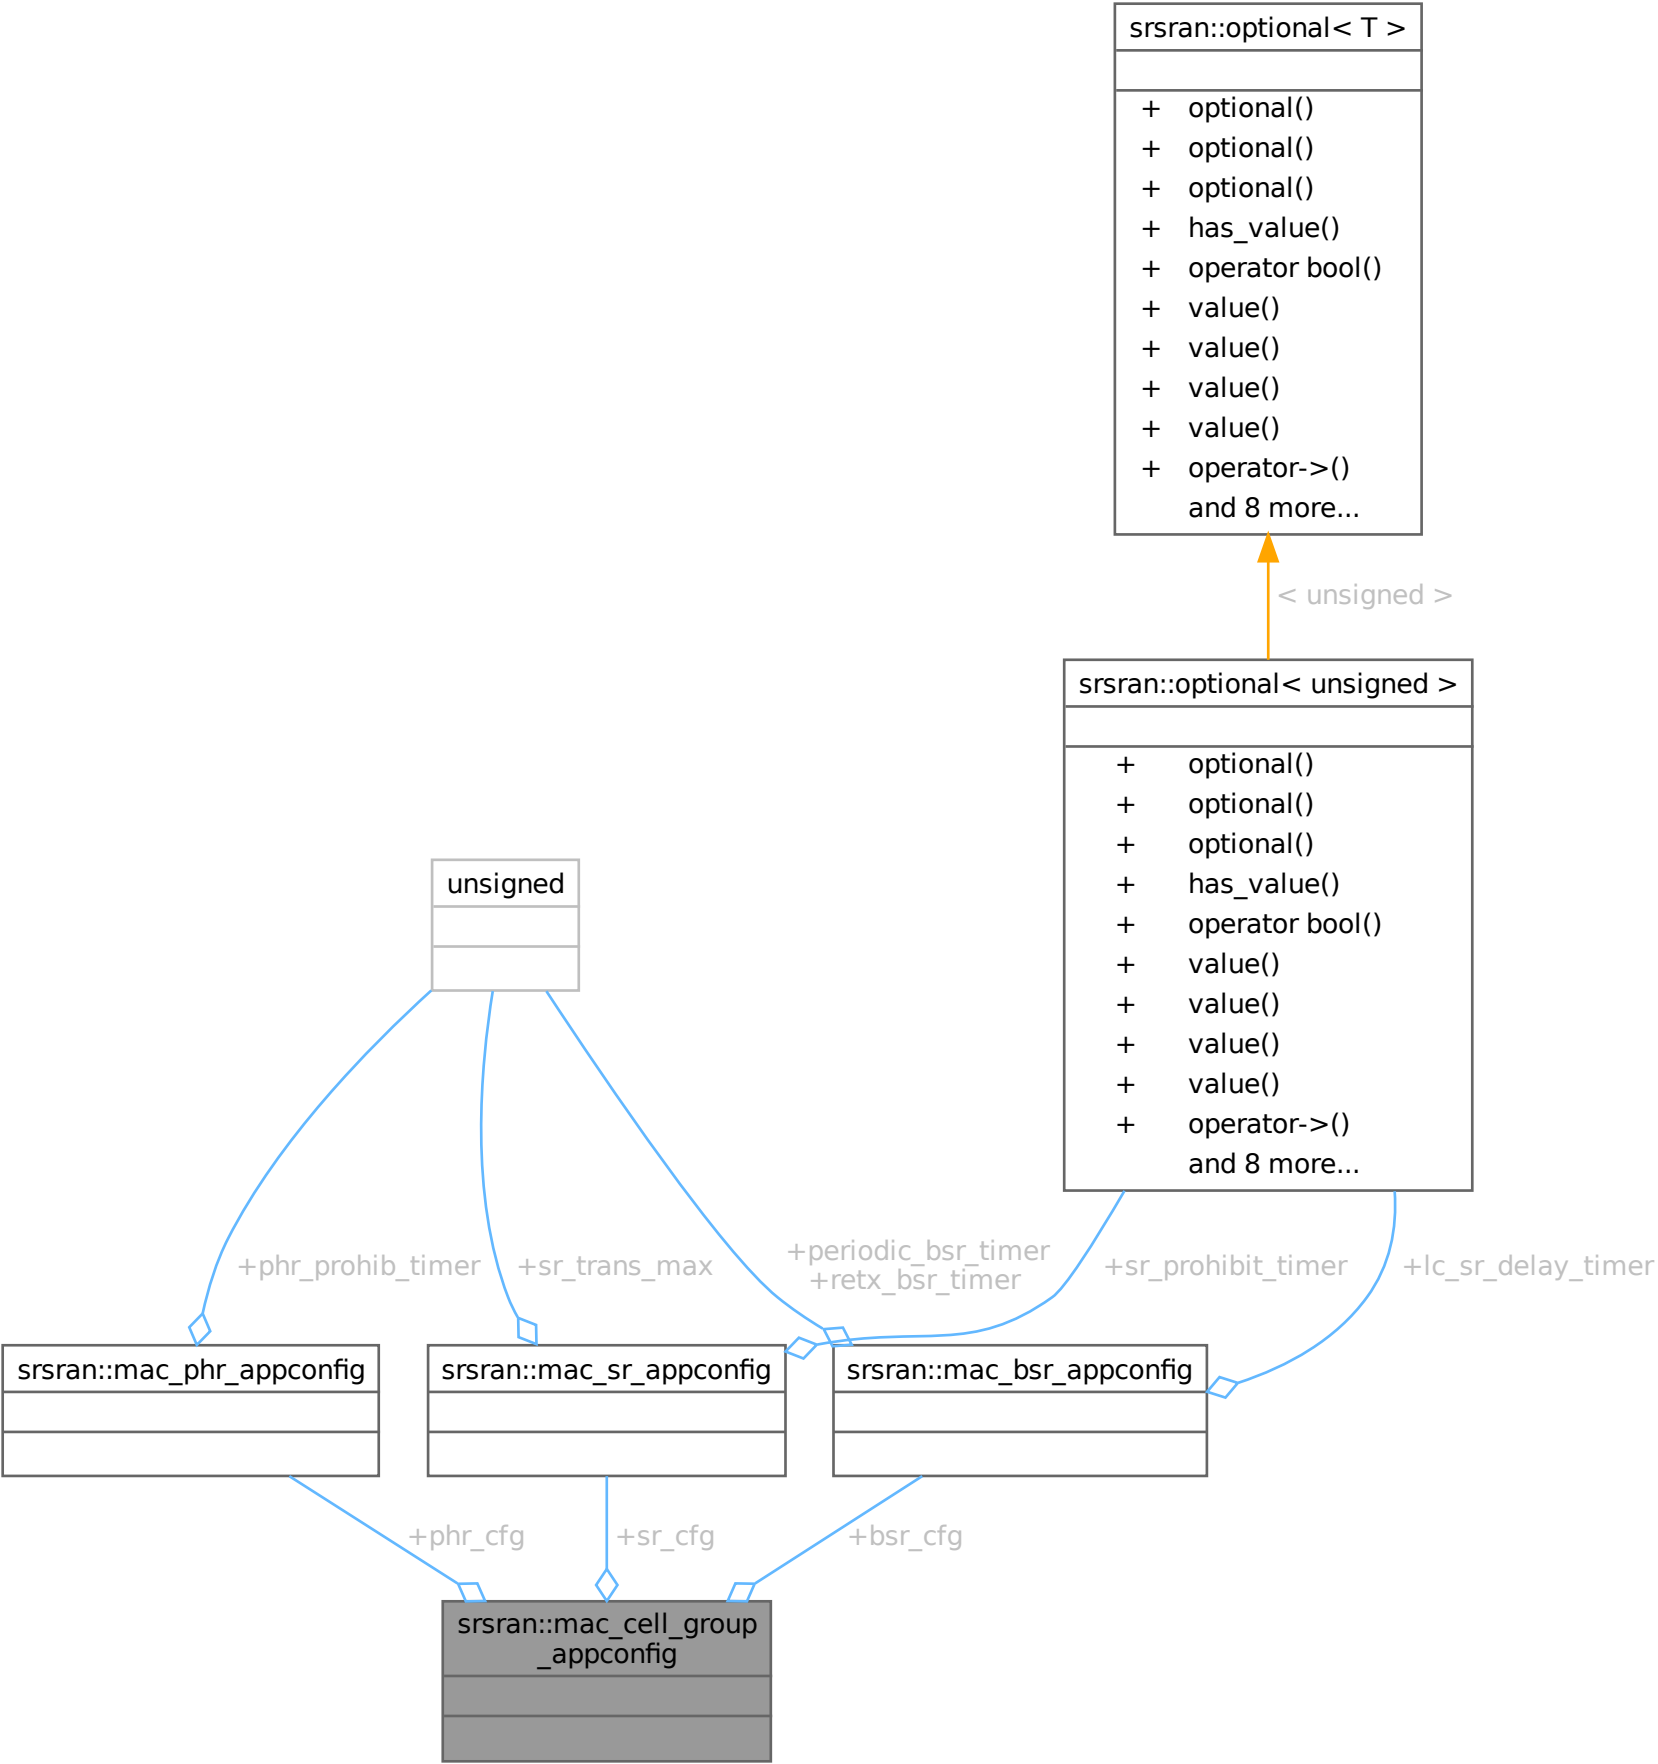 srsran::optional< T >
+ optional()
+ optional()
+ optional()
+ has_value()
+ operator bool()
+ value()
+ value()
+ value()
+ value()
+ operator->()
and 8 more...
< unsigned >
srsran::optional< unsigned >
+ optional()
+ optional()
+ optional()
+ has_value()
+ operator bool()
+ value()
+ value()
+ value()
+ value()
+ operator->()
and 8 more...
unsigned
+phr_prohib_timer
+sr_trans_max
+periodic_bsr_timer
+retx_bsr_timer
+sr_prohibit_timer
+lc_sr_delay_timer
srsran::mac_phr_appconfig
srsran::mac_sr_appconfig
srsran::mac_bsr_appconfig
+phr_cfg
+sr_cfg
+bsr_cfg
srsran::mac_cell_group
_appconfig